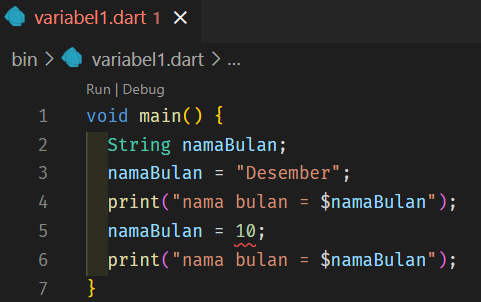 variabel1.dart 1 ×
bin > variabel1.dart > ...
Run | Debug
1 void main() {
2 String namaBulan;
3 namaBulan = "Desember";
4 print("nama bulan = $namaBulan");
5 namaBulan = 10;
6 print("nama bulan = $namaBulan");
7 }